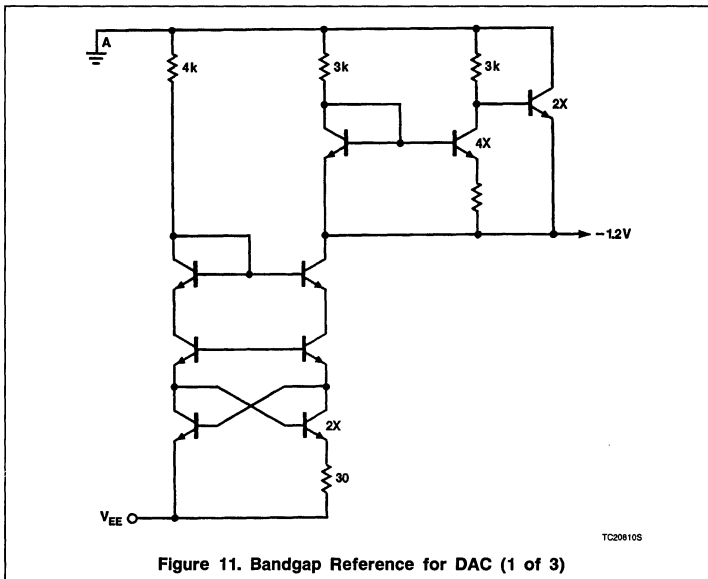 A
4k
3k
3k
2X
4X
−1.2V
2X
30
VEE
TC20810S
Figure 11. Bandgap Reference for DAC (1 of 3)